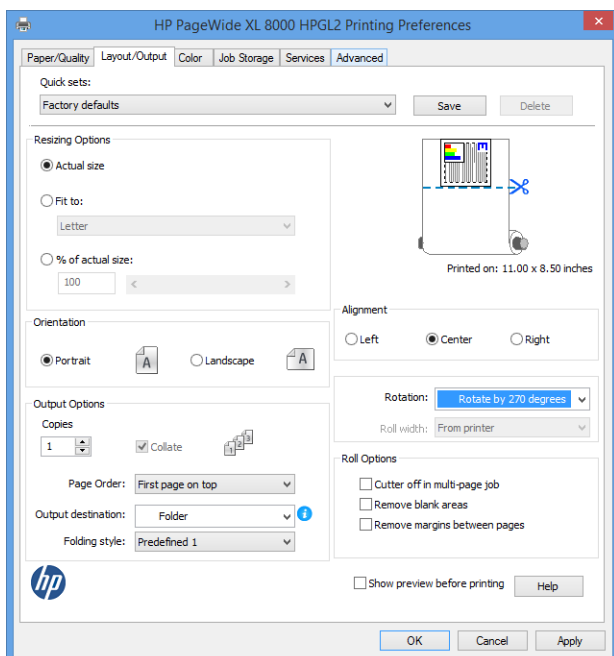 HP PageWide XL 8000 HPGL2 Printing Preferences
Paper/Quality Layout/Output Color Job Storage Services Advanced
Quick sets:
Factory defaults Save Delete
Resizing Options
Actual size
Fit to:
Letter
% of actual size:
100
Printed on: 11.00 x 8.50 inches
Orientation
Portrait A Landscape A
Alignment
Left Center Right
Rotation: Rotate by 270 degrees
Roll width: From printer
Output Options
Copies
1 Collate 1 2 3
Page Order: First page on top
Output destination: Folder i
Folding style: Predefined 1
Roll Options
Cutter off in multi-page job
Remove blank areas
Remove margins between pages
hp
Show preview before printing Help
OK Cancel Apply